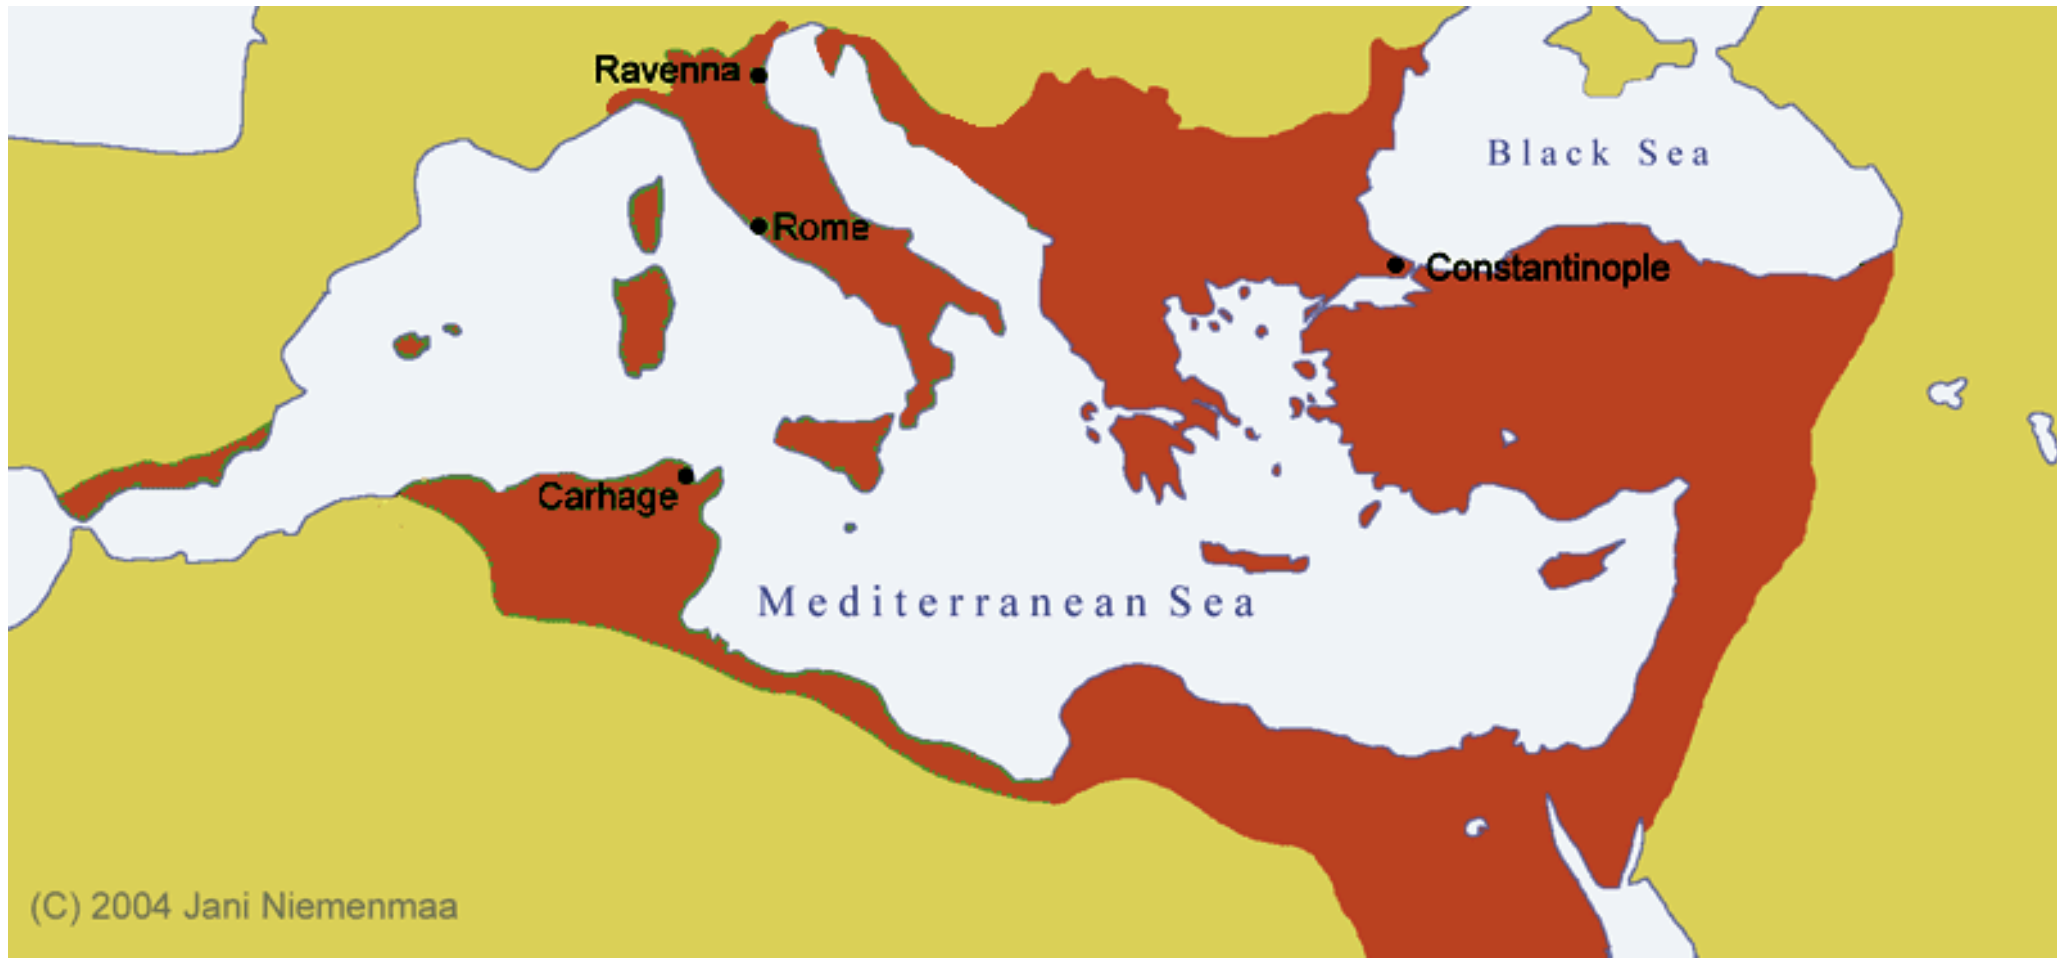 Ravenna
Black Sea
Rome
Constantinople
Carhage
Mediterranean Sea
(C) 2004 Jani Niemenmaa